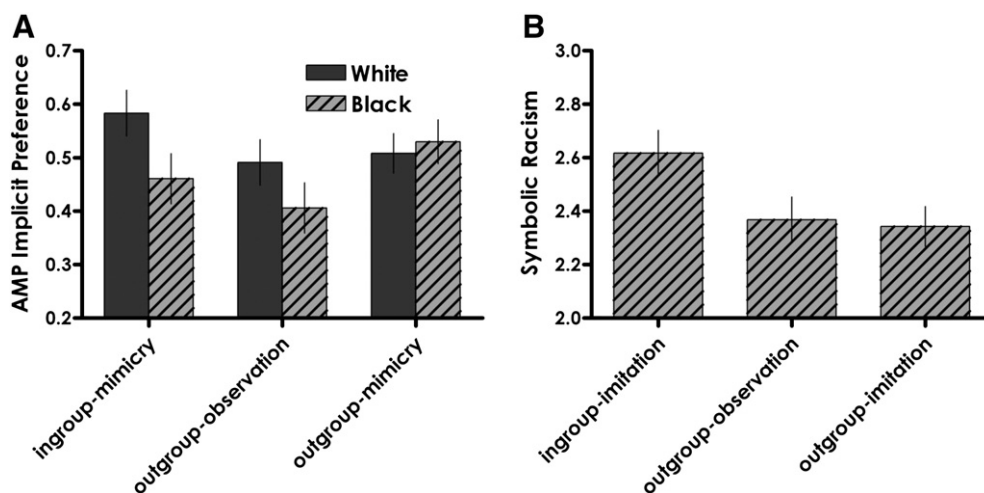 A
AMP Implicit Preference
0.7
0.6
0.5
0.4
0.3
0.2
White
Black
ingroup-mimicry
outgroup-observation
outgroup-mimicry
B
Symbolic Racism
3.0
2.8
2.6
2.4
2.2
2.0
ingroup-imitation
outgroup-observation
outgroup-imitation